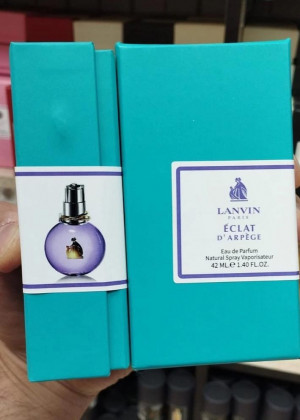 LANVIN
PARIS
ÉCLAT
D'ARPÈGE
Eau de Parfum
Natural Spray Vaporisateur
42 ML.℮ 1.40 FL.OZ.